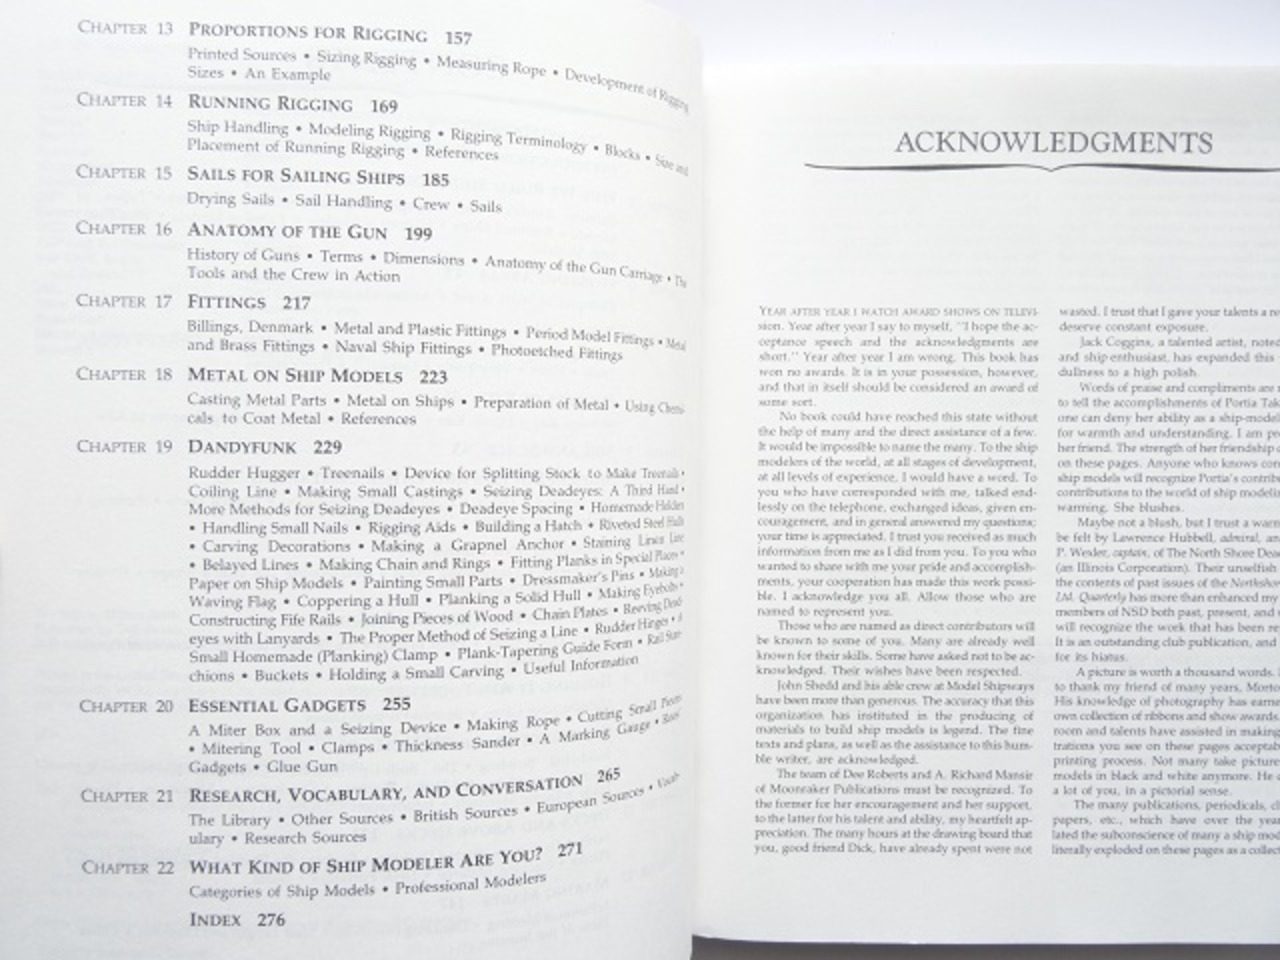 CHAPTER 13 PROPORTIONS FOR RIGGING 157
Printed Sources • Sizing Rigging • Measuring Rope • Development of Rigging
Sizes • An Example
CHAPTER 14 RUNNING RIGGING 169
Ship Handling • Modeling Rigging • Rigging Terminology • Blocks • Size and
Placement of Running Rigging • References
CHAPTER 15 SAILS FOR SAILING SHIPS 185
Drying Sails • Sail Handling • Crew • Sails
CHAPTER 16 ANATOMY OF THE GUN 199
History of Guns • Terms • Dimensions • Anatomy of the Gun Carriage • The
Tools and the Crew in Action
CHAPTER 17 FITTINGS 217
Billings, Denmark • Metal and Plastic Fittings • Period Model Fittings • Metal
and Brass Fittings • Naval Ship Fittings • Photoetched Fittings
CHAPTER 18 METAL ON SHIP MODELS 223
Casting Metal Parts • Metal on Ships • Preparation of Metal • Using Chemi-
cals to Coat Metal • References
CHAPTER 19 DANDYFUNK 229
Rudder Hugger • Treenails • Device for Splitting Stock to Make Treenails •
Coiling Line • Making Small Castings • Seizing Deadeyes: A Third Hand •
More Methods for Seizing Deadeyes • Deadeye Spacing • Homemade Holders
• Handling Small Nails • Rigging Aids • Building a Hatch • Riveted Steel Hulls
• Carving Decorations • Making a Grapnel Anchor • Staining Linen Line
• Belayed Lines • Making Chain and Rings • Fitting Planks in Special Places •
Paper on Ship Models • Painting Small Parts • Dressmaker's Pins • Making a
Waving Flag • Coppering a Hull • Planking a Solid Hull • Making Eyebolts •
Constructing Fife Rails • Joining Pieces of Wood • Chain Plates • Reeving Dead-
eyes with Lanyards • The Proper Method of Seizing a Line • Rudder Hinges • A
Small Homemade (Planking) Clamp • Plank-Tapering Guide Form • Rail Stan-
chions • Buckets • Holding a Small Carving • Useful Information
CHAPTER 20 ESSENTIAL GADGETS 255
A Miter Box and a Seizing Device • Making Rope • Cutting Small Pieces
• Mitering Tool • Clamps • Thickness Sander • A Marking Gauge •
Gadgets • Glue Gun
CHAPTER 21 RESEARCH, VOCABULARY, AND CONVERSATION 265
The Library • Other Sources • British Sources • European Sources • Vocab-
ulary • Research Sources
CHAPTER 22 WHAT KIND OF SHIP MODELER ARE YOU? 271
Categories of Ship Models • Professional Modelers
INDEX 276
ACKNOWLEDGMENTS
YEAR AFTER YEAR I WATCH AWARD SHOWS ON TELEVI-
sion. Year after year I say to myself, "I hope the ac-
ceptance speech and the acknowledgments are
short." Year after year I am wrong. This book has
won no awards. It is in your possession, however,
and that in itself should be considered an award of
some sort.
No book could have reached this state without
the help of many and the direct assistance of a few.
It would be impossible to name the many. To the ship
modelers of the world, at all stages of development,
at all levels of experience, I would have a word. To
you who have corresponded with me, talked end-
lessly on the telephone, exchanged ideas, given en-
couragement, and in general answered my questions;
your time is appreciated. I trust you received as much
information from me as I did from you. To you who
wanted to share with me your pride and accomplish-
ments, your cooperation has made this work possi-
ble. I acknowledge you all. Allow those who are
named to represent you.
Those who are named as direct contributors will
be known to some of you. Many are already well
known for their skills. Some have asked not to be ac-
knowledged. Their wishes have been respected.
John Shedd and his able crew at Model Shipways
have been more than generous. The accuracy that this
organization has instituted in the producing of
materials to build ship models is legend. The fine
texts and plans, as well as the assistance to this hum-
ble writer, are acknowledged.
The team of Dee Roberts and A. Richard Mansir
of Moonraker Publications must be recognized. To
the former for her encouragement and her support,
to the latter for his talent and ability, my heartfelt ap-
preciation. The many hours at the drawing board that
you, good friend Dick, have already spent were not
wasted. I trust that I gave your talents a
deserve constant exposure.
Jack Coggins, a talented artist, noted
and ship enthusiast, has expanded this
dullness to a high polish.
Words of praise and compliments are
to tell the accomplishments of Portia
one can deny her ability as a ship-model
for warmth and understanding. I am
her friend. The strength of her friendship
on these pages. Anyone who knows
ship models will recognize Portia's
contributions to the world of ship
warming. She blushes.
Maybe not a blush, but I trust a
be felt by Lawrence Hubbell, admiral,
P. Wexler, captain, of The North Shore
(an Illinois Corporation). Their unselfish
the contents of past issues of the
Ltd. Quarterly has more than enhanced my
members of NSD both past, present, and
will recognize the work that has been
It is an outstanding club publication, and
for its hiatus.
A picture is worth a thousand words.
to thank my friend of many years,
His knowledge of photography has
own collection of ribbons and show awards.
room and talents have assisted in making
trations you see on these pages
printing process. Not many take
models in black and white anymore. He
a lot of you, in a pictorial sense.
The many publications, periodicals,
papers, etc., which have over the
lated the subconscience of many a ship
literally exploded on these pages as a